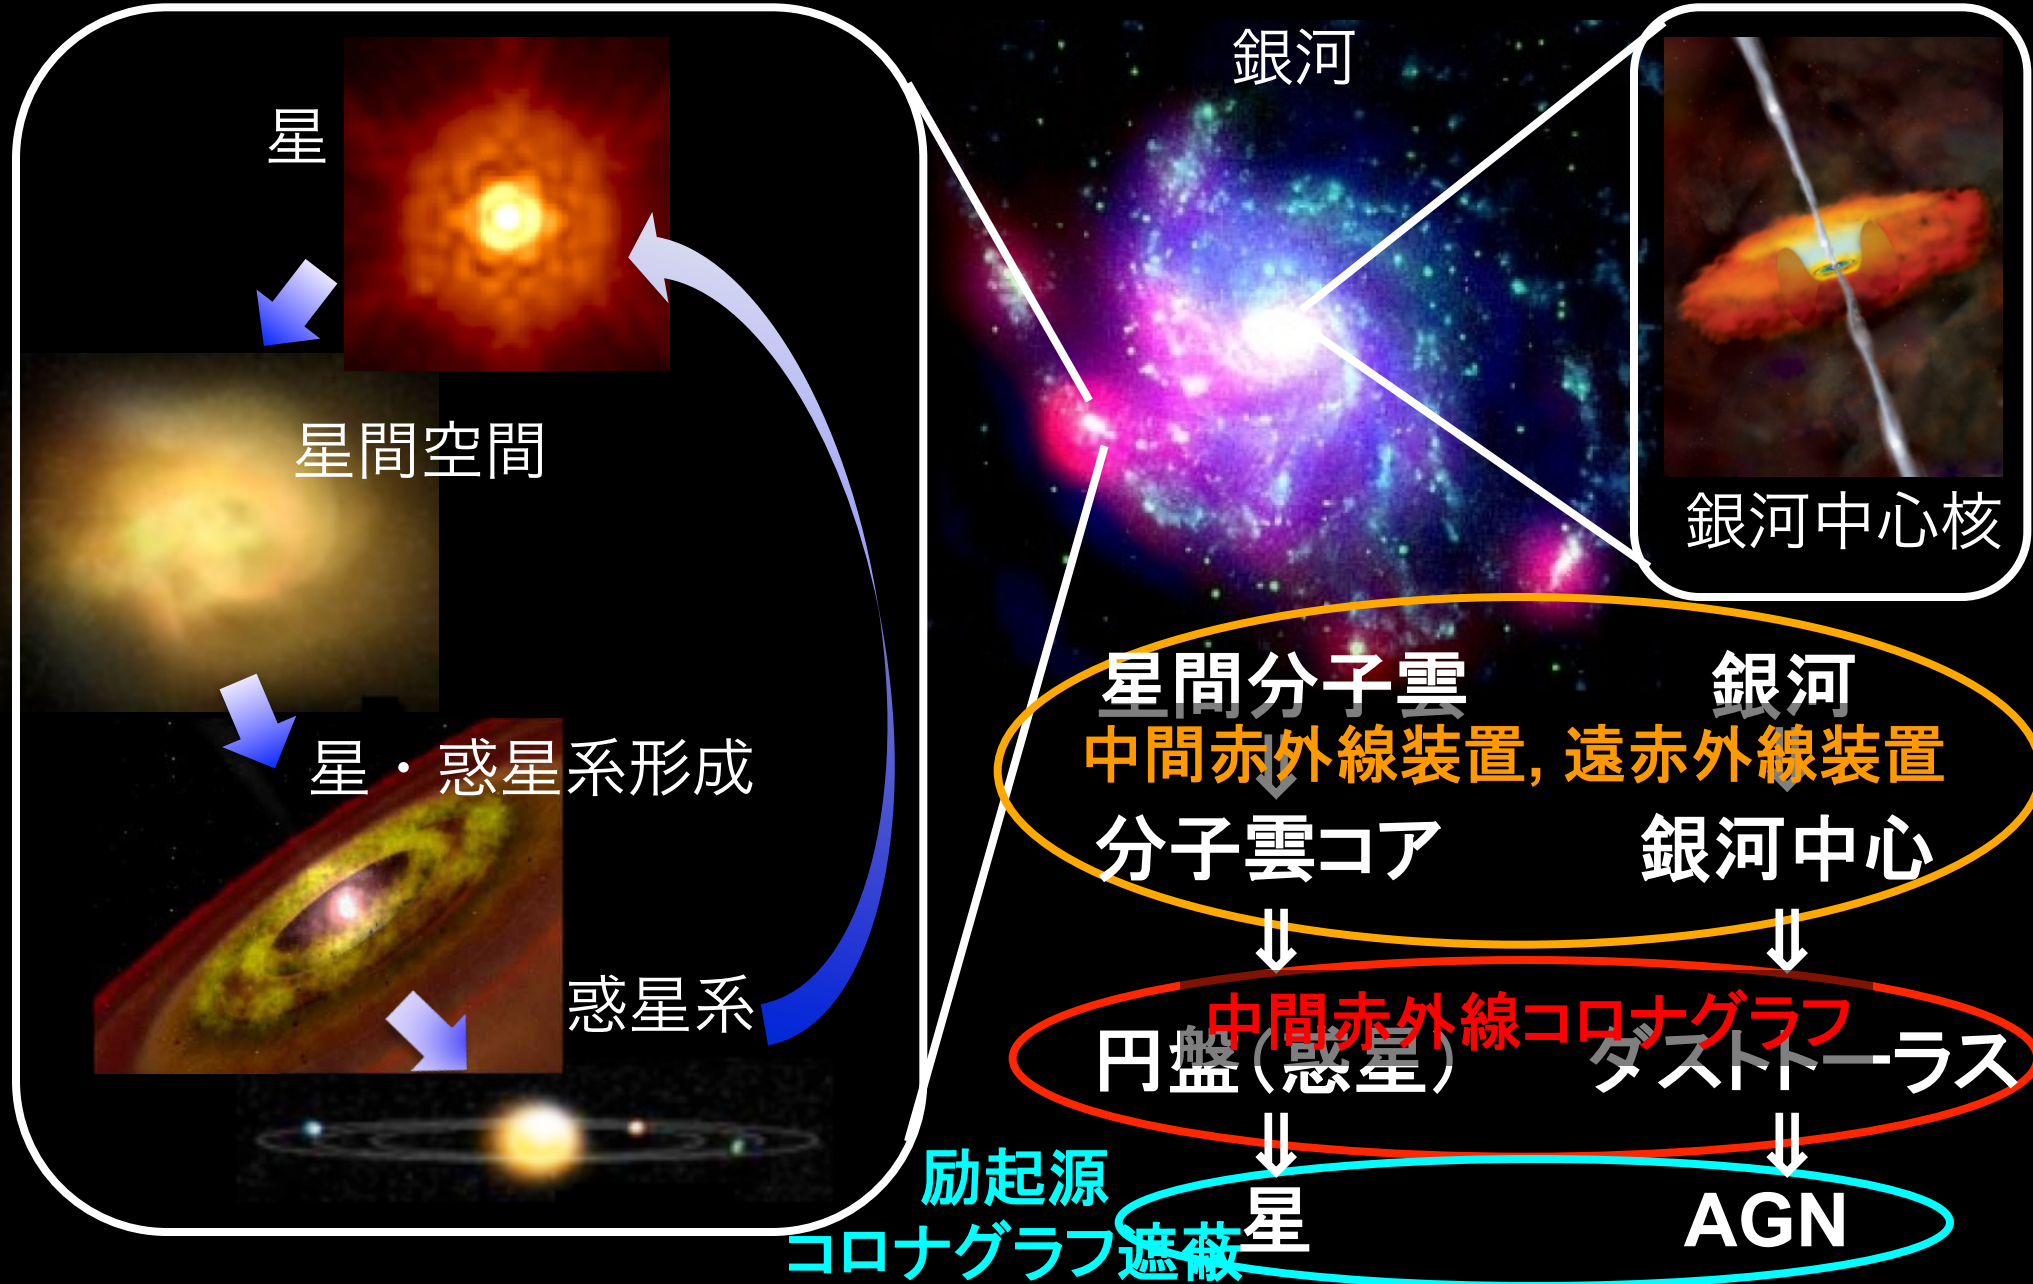 星
星間空間
星・惑星系形成
惑星系
銀河
銀河中心核
星間分子雲 銀河
⇓ ⇓
中間赤外線装置, 遠赤外線装置
分子雲コア 銀河中心
⇓ ⇓
中間赤外線コロナグラフ
円盤(惑星) ダストトーラス
⇓ ⇓
励起源
コロナグラフ遮蔽
星 AGN